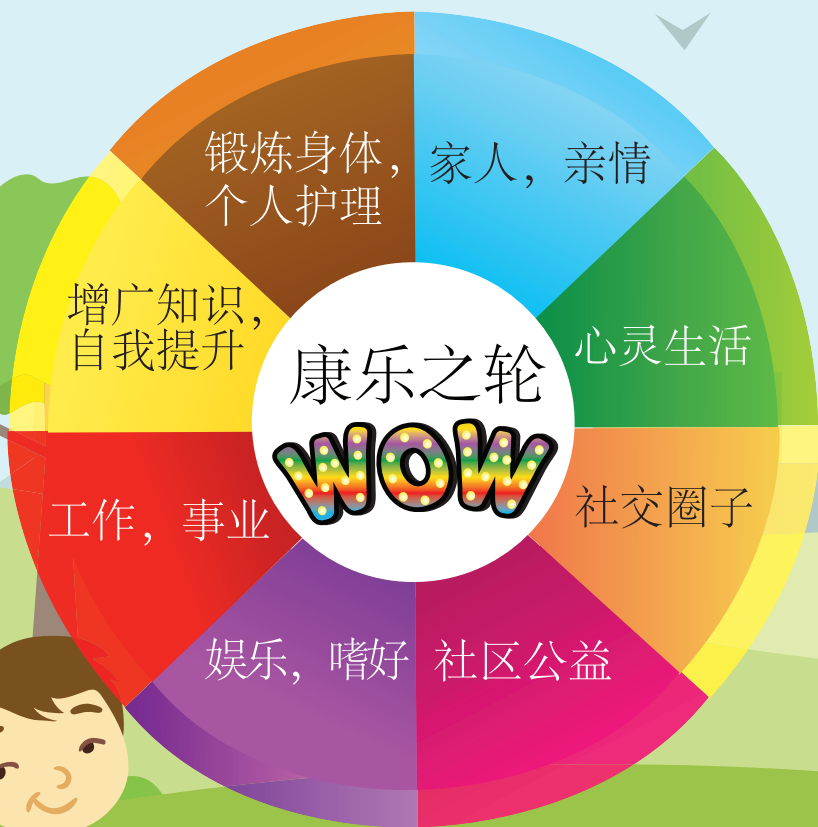 康乐之轮
WOW
家人，亲情
心灵生活
社交圈子
社区公益
娱乐，嗜好
工作，事业
增广知识，
自我提升
锻炼身体，
个人护理